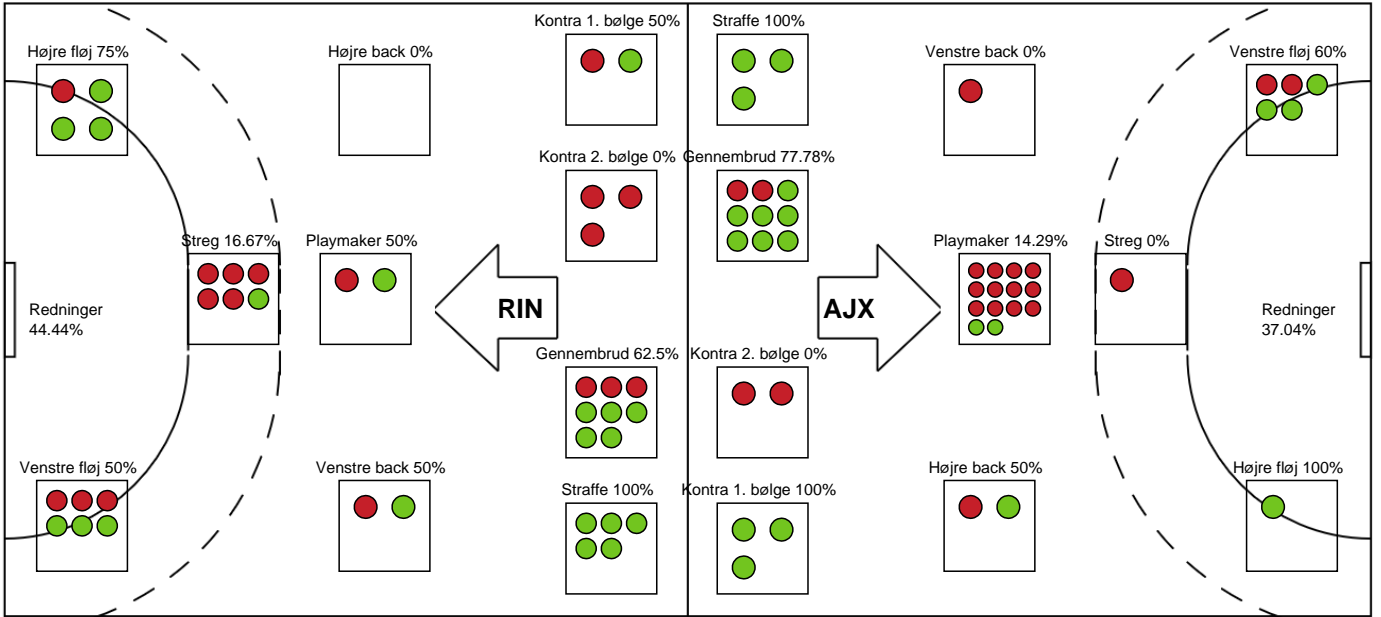 Kontra 1. bølge 50%
Straffe 100%
Højre fløj 75%
Højre back 0%
Venstre back 0%
Venstre fløj 60%
Kontra 2. bølge 0%
Gennembrud 77.78%
Streg 16.67%
Playmaker 50%
Playmaker 14.29%
Streg 0%
Redninger
44.44%
RIN
AJX
Redninger
37.04%
Gennembrud 62.5%
Kontra 2. bølge 0%
Venstre fløj 50%
Venstre back 50%
Straffe 100%
Kontra 1. bølge 100%
Højre back 50%
Højre fløj 100%